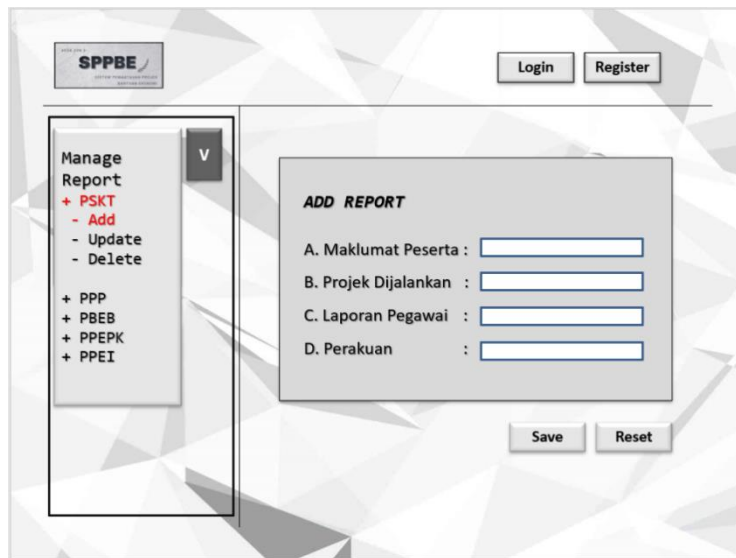 SPPBE
Login
Register
V
Manage
Report
+ PSKT
- Add
- Update
- Delete
+ PPP
+ PBEB
+ PPEPK
+ PPEI
ADD REPORT
A. Maklumat Peserta :
B. Projek Dijalankan :
C. Laporan Pegawai :
D. Perakuan :
Save
Reset